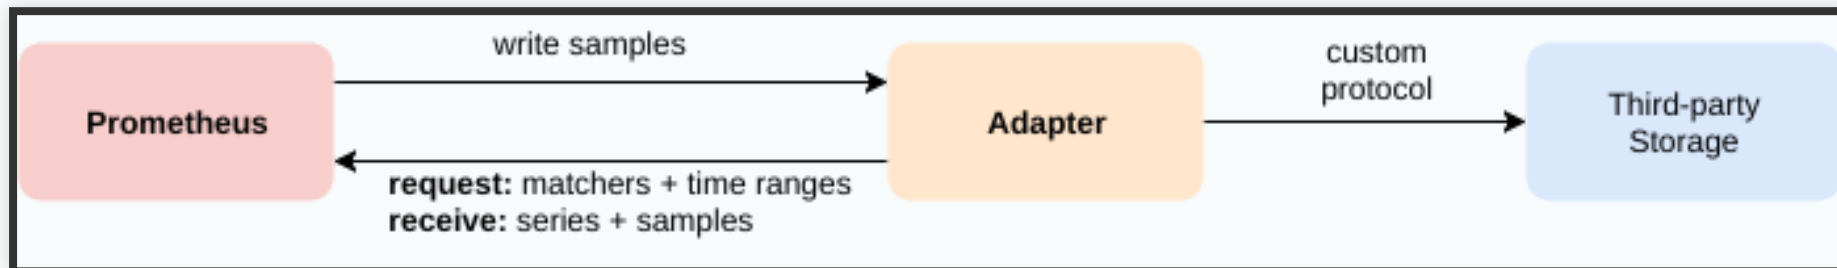 write samples
Prometheus
request: matchers + time ranges
receive: series + samples
Adapter
custom
protocol
Third-party
Storage